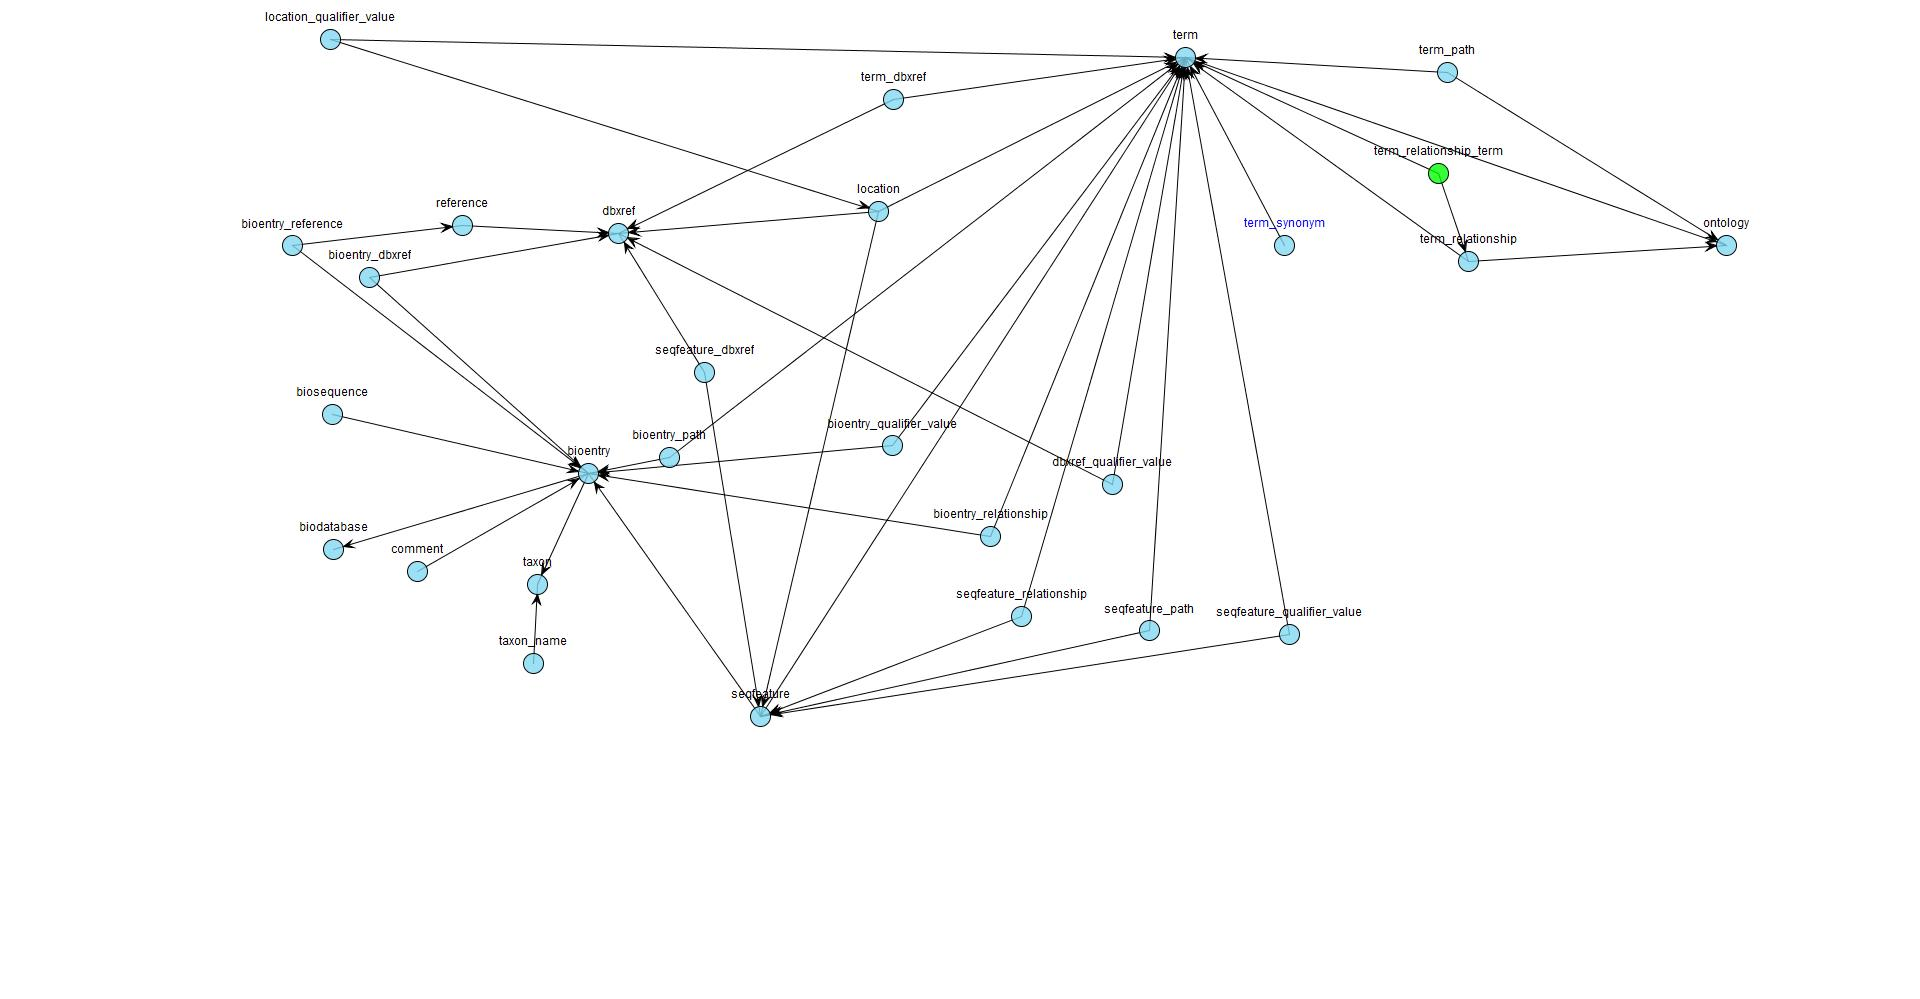 location_qualifier_value
term
term_path
term_dbxref
term_relationship_term
location
reference
dbxref
bioentry_reference
term_synonym
ontology
term_relationship
bioentry_dbxref
seqfeature_dbxref
biosequence
bioentry_qualifier_value
bioentry_path
bioentry
dbxref_qualifier_value
bioentry_relationship
biodatabase
comment
taxon
seqfeature_relationship
seqfeature_path
seqfeature_qualifier_value
taxon_name
seqfeature